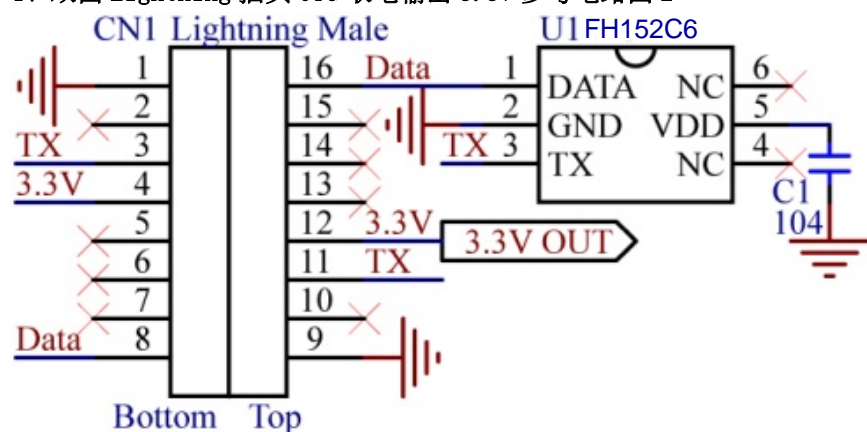 CN1 Lightning Male
U1 FH152C6
1 16 Data
2 15
TX 3 14
3.3V 4 13
5 12 3.3V
3.3V OUT
6 11 TX
7 10
Data 8 9
Bottom Top
1 DATA NC 6
2 GND VDD 5
TX 3 TX NC 4
C1
104